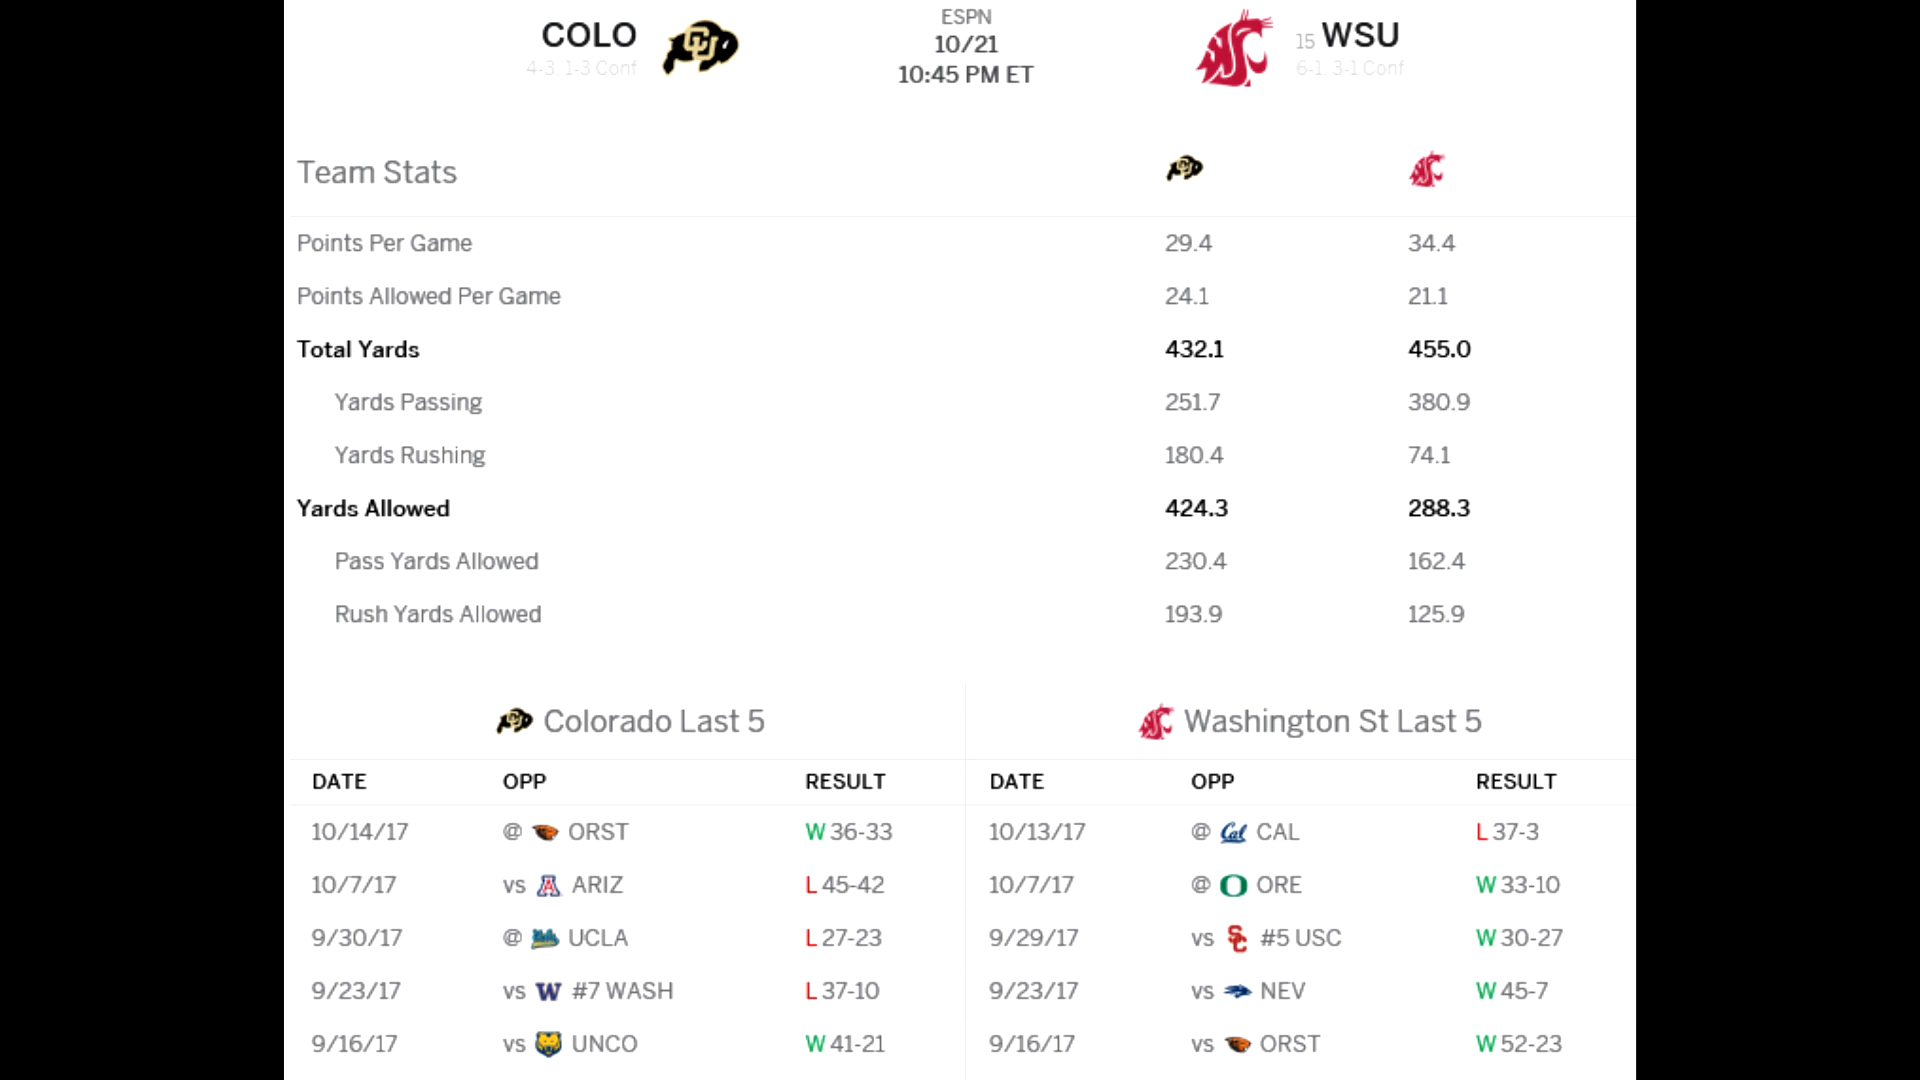 COLO
4-3, 1-3 Conf
ESPN
10/21
10:45 PM ET
15 WSU
6-1, 3-1 Conf
Team Stats
Points Per Game 29.4 34.4
Points Allowed Per Game 24.1 21.1
Total Yards 432.1 455.0
Yards Passing 251.7 380.9
Yards Rushing 180.4 74.1
Yards Allowed 424.3 288.3
Pass Yards Allowed 230.4 162.4
Rush Yards Allowed 193.9 125.9
Colorado Last 5
DATE OPP RESULT
10/14/17 @ ORST W 36-33
10/7/17 vs ARIZ L 45-42
9/30/17 @ UCLA L 27-23
9/23/17 vs #7 WASH L 37-10
9/16/17 vs UNCO W 41-21
Washington St Last 5
DATE OPP RESULT
10/13/17 @ Cal CAL L 37-3
10/7/17 @ ORE W 33-10
9/29/17 vs SC #5 USC W 30-27
9/23/17 vs NEV W 45-7
9/16/17 vs ORST W 52-23